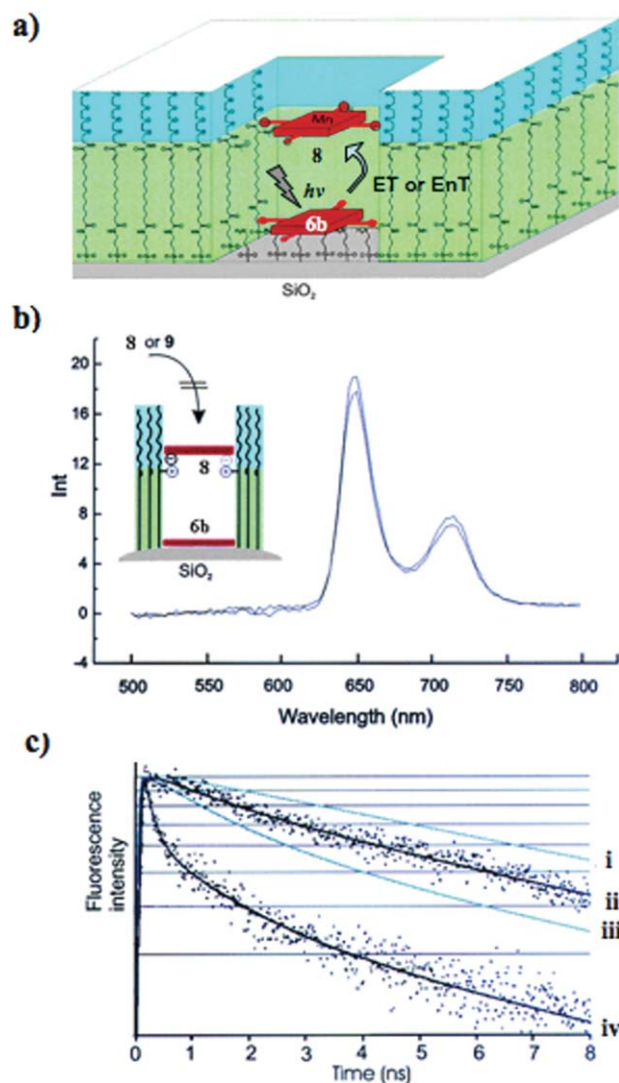 a)
Mn
8
hν
ET or EnT
6b
SiO2
b)
8 or 9
8
6b
SiO2
20
16
12
8
4
0
-4
Int
500
550
600
650
700
750
800
Wavelength (nm)
c)
Fluorescence
intensity
i
ii
iii
iv
0
1
2
3
4
5
6
7
8
Time (ns)